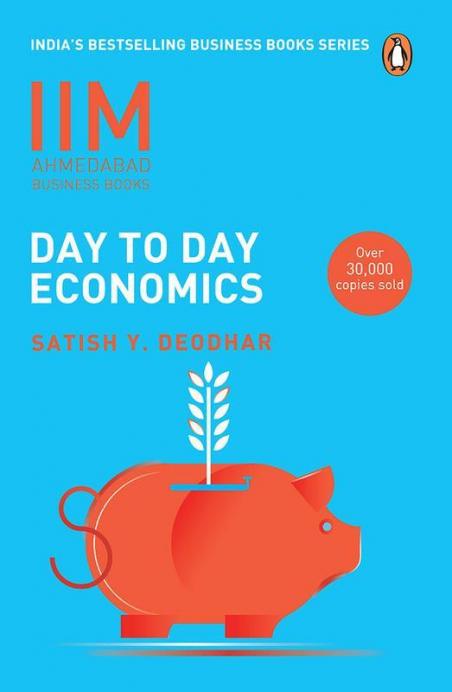 INDIA'S BESTSELLING BUSINESS BOOKS SERIES
IIM
AHMEDABAD
BUSINESS BOOKS
DAY TO DAY
ECONOMICS
Over
30,000
copies sold
SATISH Y. DEODHAR